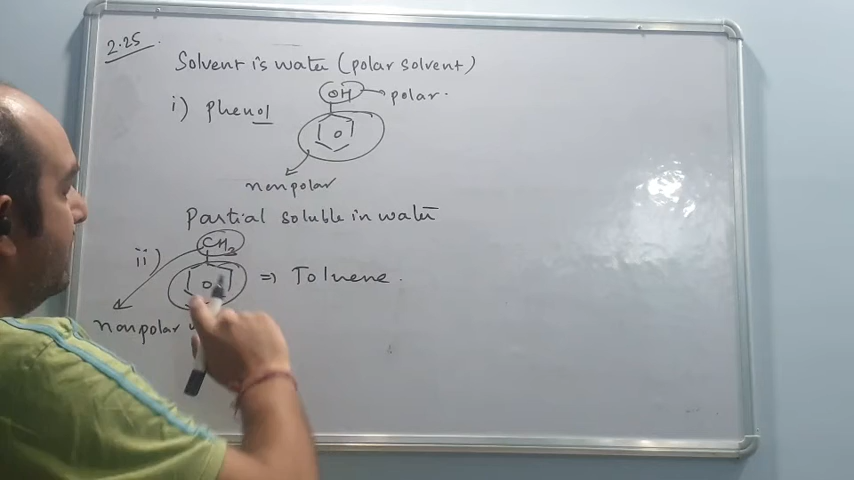 2.25
Solvent is water (polar solvent)
i) phenol
OH
polar.
nonpolar
Partial soluble in water
ii)
CH3
⇒ Toluene.
nonpolar